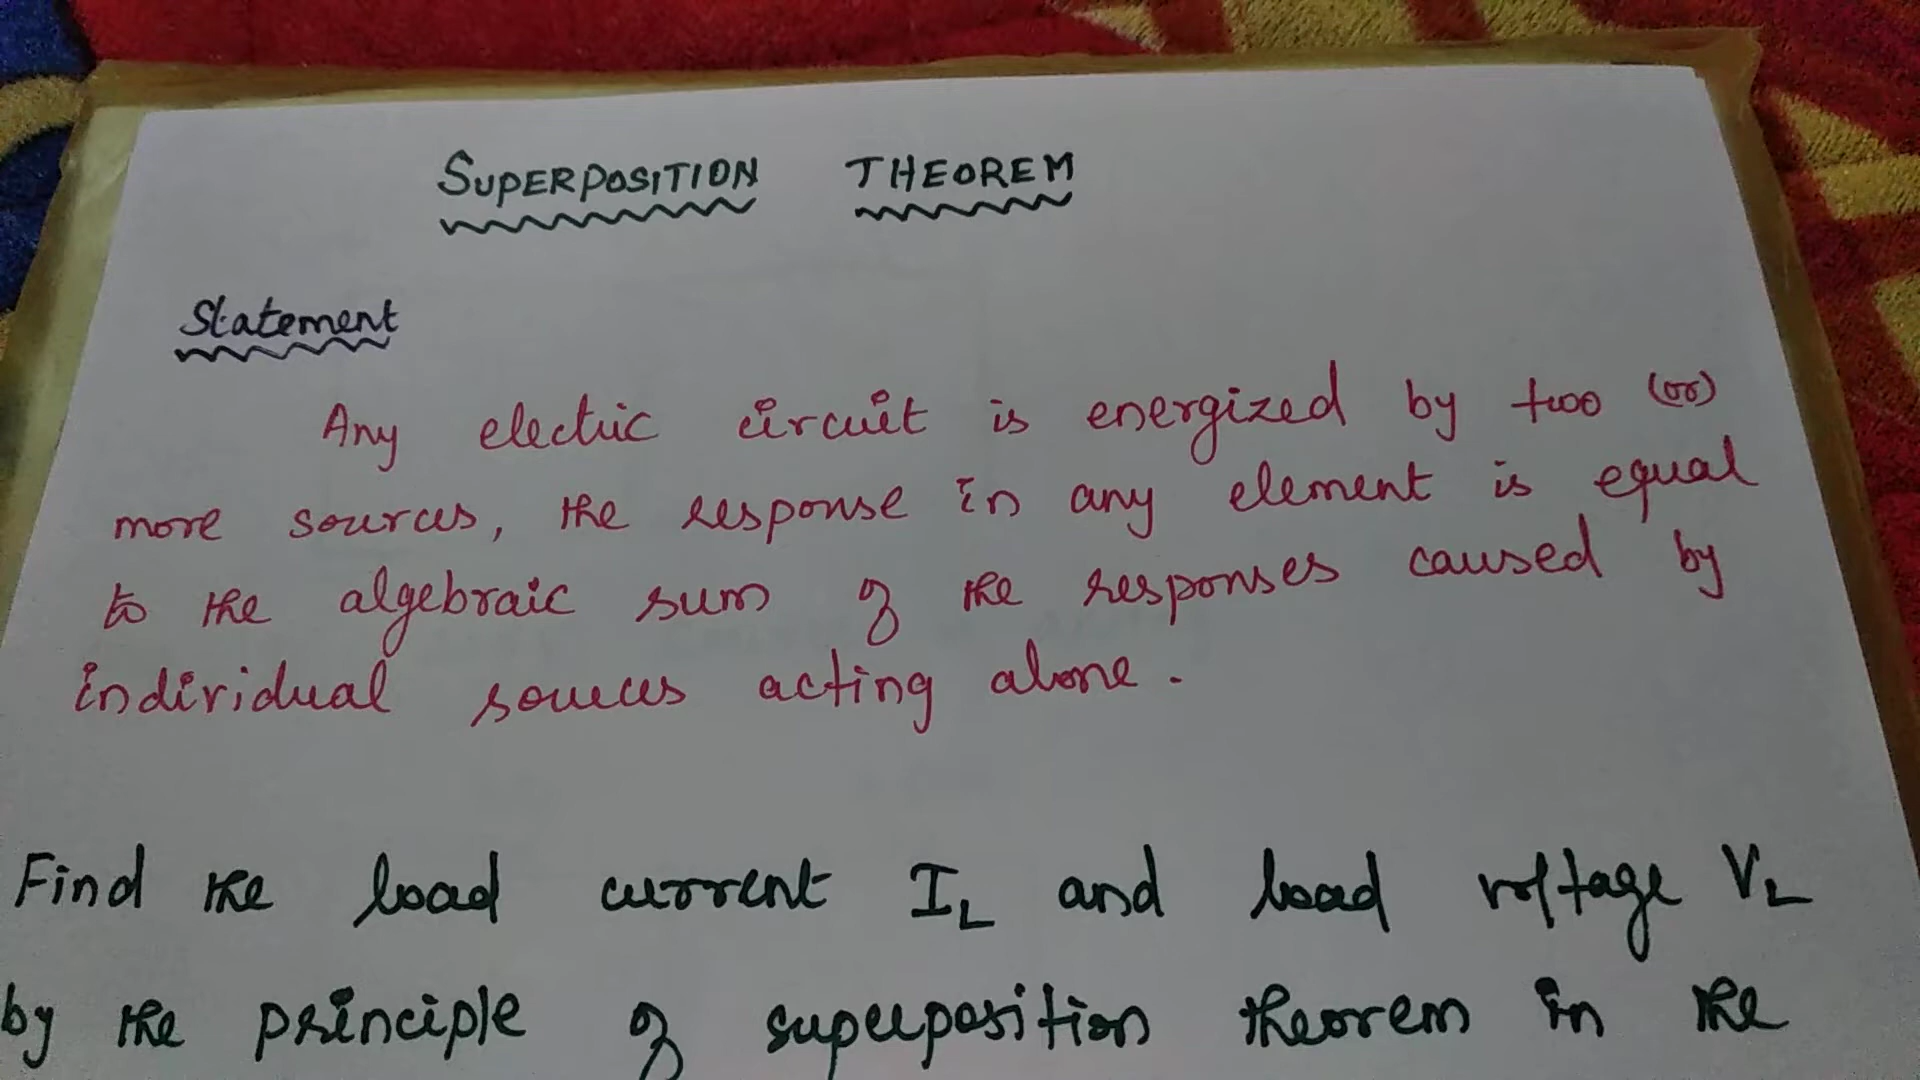 SUPERPOSITION THEOREM
Statement
Any electric circuit is energized by two (or)
more sources, the response in any element is equal
to the algebraic sum of the responses caused by
individual sources acting alone.
Find the load current IL and load voltage VL
by the principle of superposition theorem in the